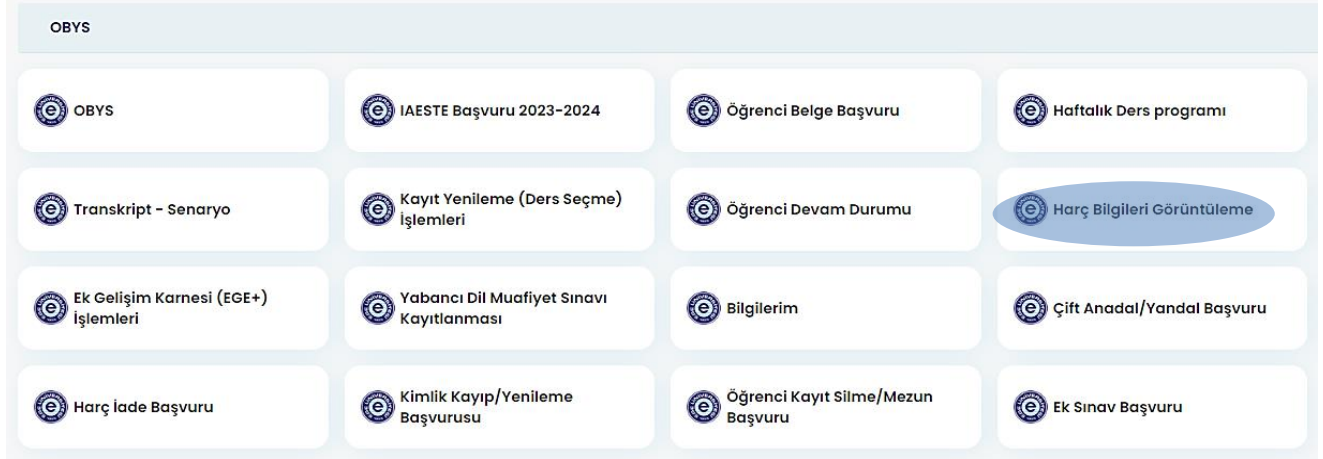 OBYS
OBYS
IAESTE Başvuru 2023-2024
Öğrenci Belge Başvuru
Haftalık Ders programı
Transkript - Senaryo
Kayıt Yenileme (Ders Seçme)
İşlemleri
Öğrenci Devam Durumu
Harç Bilgileri Görüntüleme
Ek Gelişim Karnesi (EGE+)
İşlemleri
Yabancı Dil Muafiyet Sınavı
Kayıtlanması
Bilgilerim
Çift Anadal/Yandal Başvuru
Harç İade Başvuru
Kimlik Kayıp/Yenileme
Başvurusu
Öğrenci Kayıt Silme/Mezun
Başvuru
Ek Sınav Başvuru